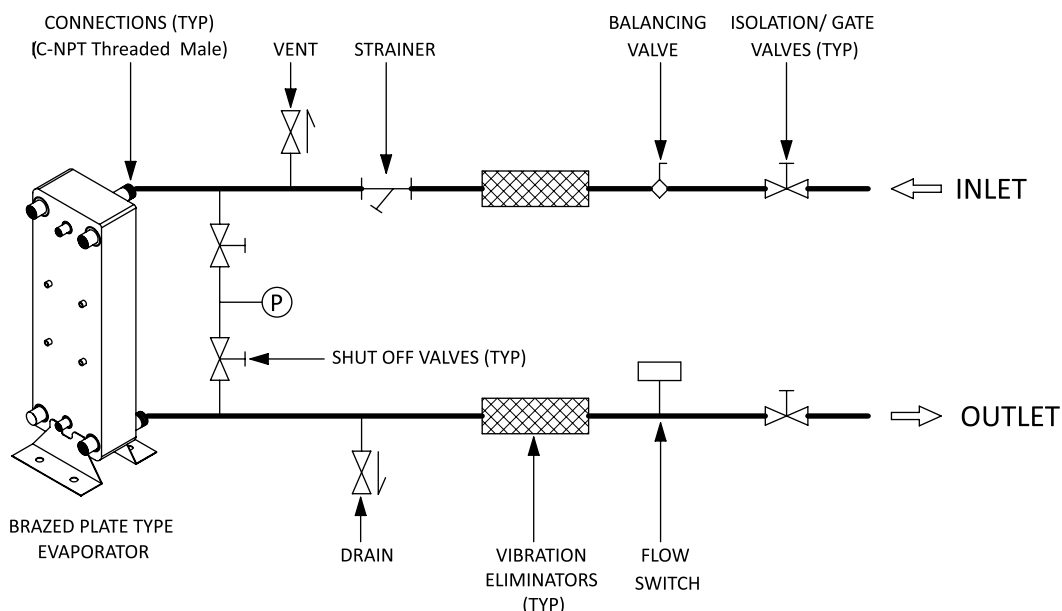 CONNECTIONS (TYP)
(C-NPT Threaded Male)
VENT
STRAINER
BALANCING
VALVE
ISOLATION/ GATE
VALVES (TYP)
INLET
P
SHUT OFF VALVES (TYP)
OUTLET
BRAZED PLATE TYPE
EVAPORATOR
DRAIN
VIBRATION
ELIMINATORS
(TYP)
FLOW
SWITCH